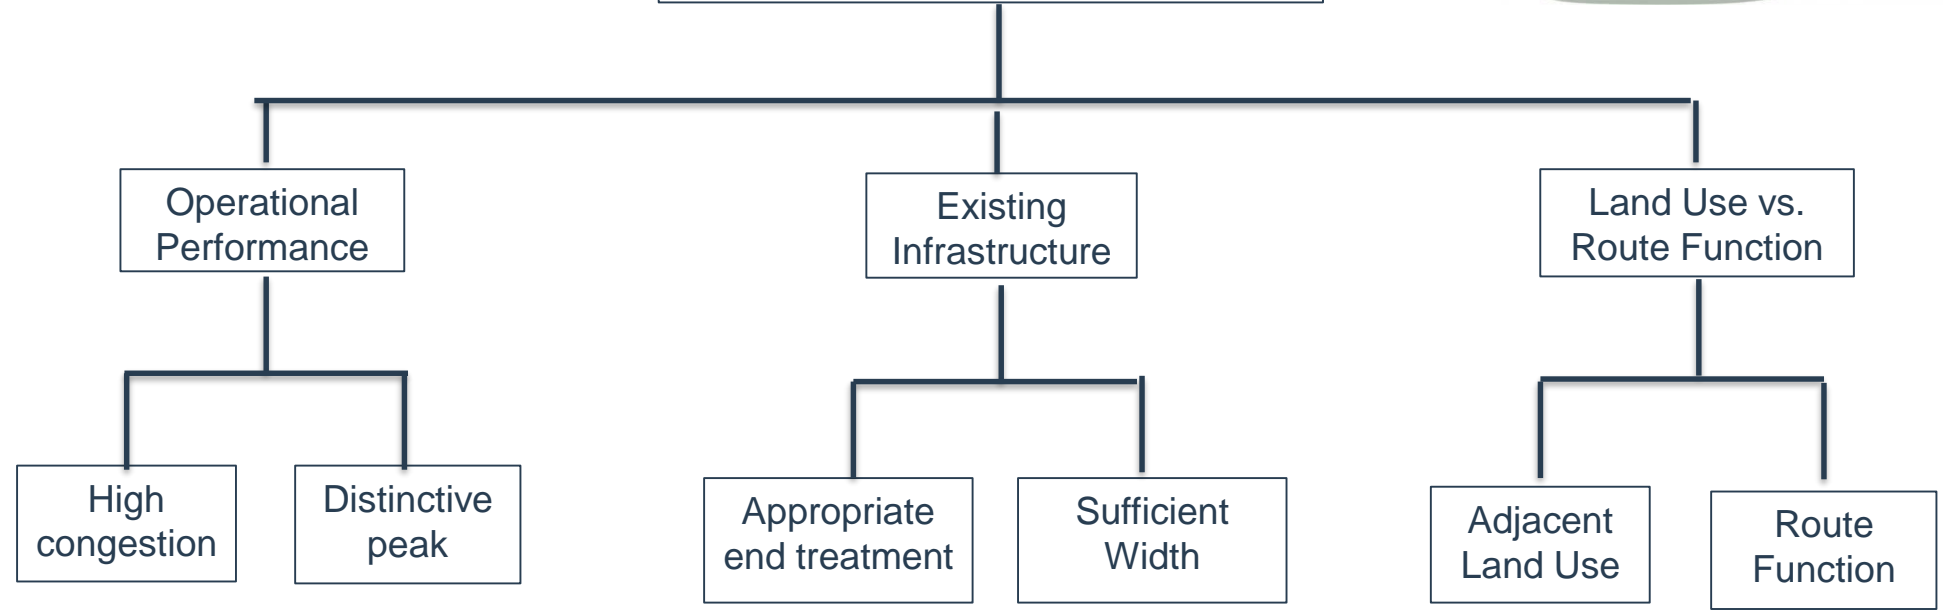 Operational
Performance
Existing
Infrastructure
Land Use vs.
Route Function
High
congestion
Distinctive
peak
Appropriate
end treatment
Sufficient
Width
Adjacent
Land Use
Route
Function